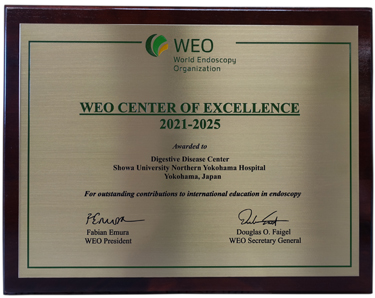 WEO
World Endoscopy
Organization
WEO CENTER OF EXCELLENCE
2021-2025
Awarded to
Digestive Disease Center
Showa University Northern Yokohama Hospital
Yokohama, Japan
For outstanding contributions to international education in endoscopy
Fabian Emura
WEO President
Douglas O. Faigel
WEO Secretary General